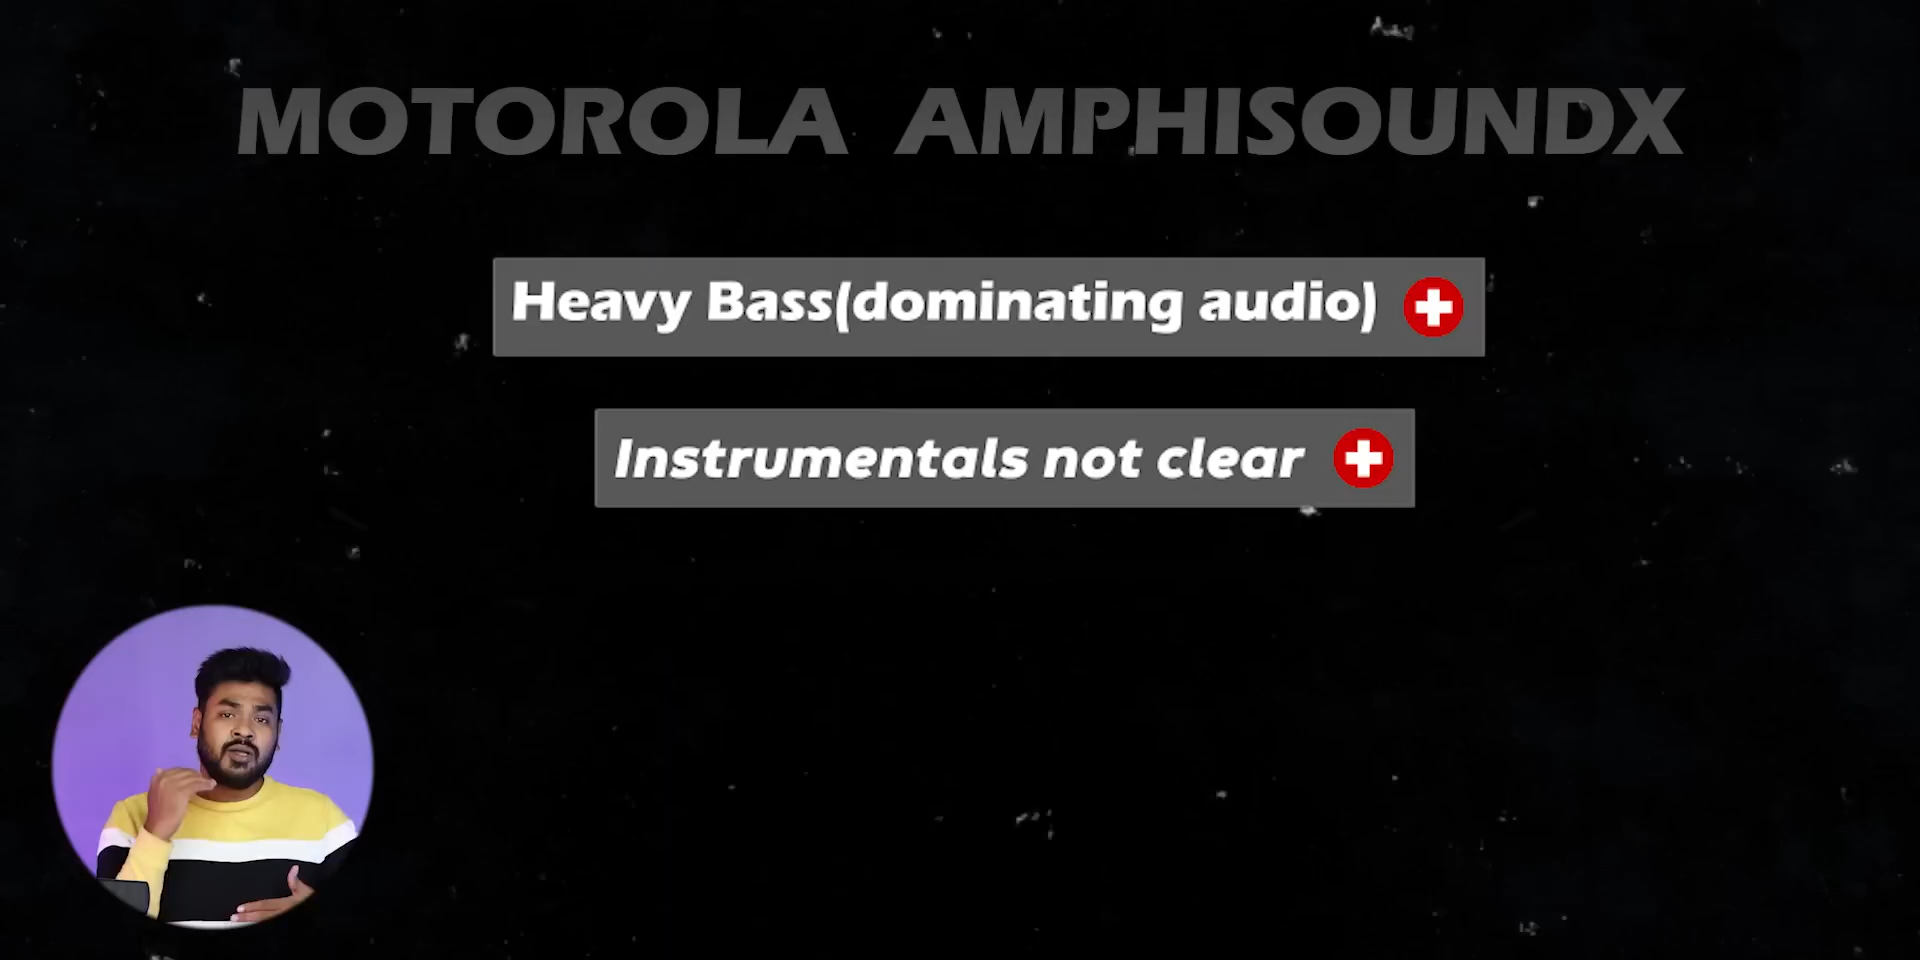 MOTOROLA AMPHISOUNDX
Heavy Bass(dominating audio)
Instrumentals not clear